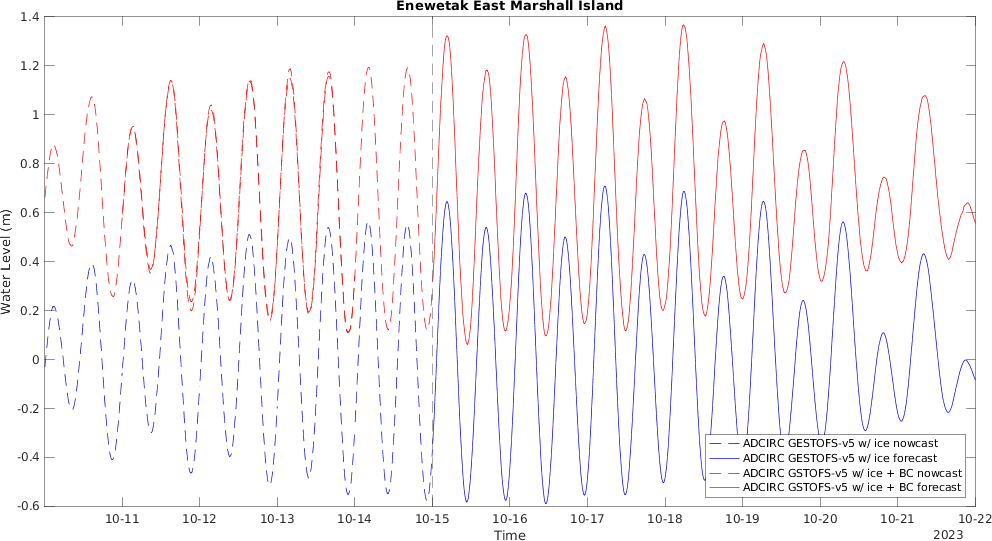 Enewetak East Marshall Island
1.4
1.2
1
0.8
0.6
0.4
0.2
0
-0.2
-0.4
-0.6
Water Level (m)
ADCIRC GESTOFS-v5 w/ ice nowcast
ADCIRC GESTOFS-v5 w/ ice forecast
ADCIRC GSTOFS-v5 w/ ice + BC nowcast
ADCIRC GSTOFS-v5 w/ ice + BC forecast
10-11 10-12 10-13 10-14 10-15 10-16 10-17 10-18 10-19 10-20 10-21 10-22
Time
2023